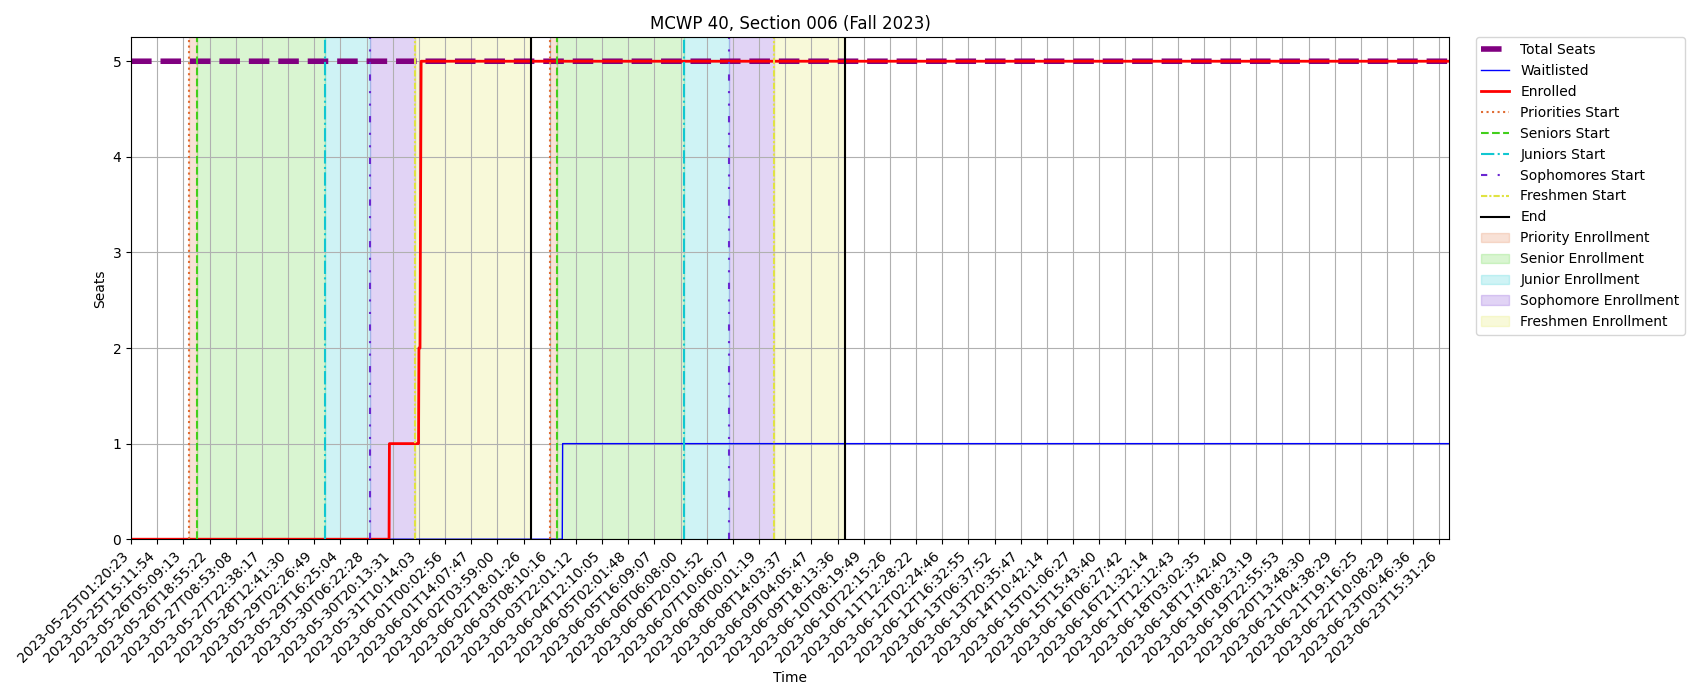 MCWP 40, Section 006 (Fall 2023)
Seats
5
4
3
2
1
0
2023-05-25T01:20:23
2023-05-25T15:11:54
2023-05-26T05:09:13
2023-05-26T18:55:22
2023-05-27T08:53:08
2023-05-27T22:38:17
2023-05-28T12:41:30
2023-05-29T02:26:49
2023-05-29T16:25:04
2023-05-30T06:22:28
2023-05-30T20:13:31
2023-05-31T10:14:03
2023-06-01T00:02:56
2023-06-01T14:07:47
2023-06-02T03:59:00
2023-06-02T18:01:26
2023-06-03T08:10:16
2023-06-03T22:01:12
2023-06-04T12:10:05
2023-06-05T02:01:48
2023-06-05T16:09:07
2023-06-06T06:08:00
2023-06-06T20:01:52
2023-06-07T10:06:07
2023-06-08T00:01:19
2023-06-08T14:03:37
2023-06-09T04:05:47
2023-06-09T18:13:36
2023-06-10T08:19:49
2023-06-10T22:15:26
2023-06-11T12:28:22
2023-06-12T02:24:46
2023-06-12T16:32:55
2023-06-13T06:37:52
2023-06-13T20:35:47
2023-06-14T10:42:14
2023-06-15T01:06:27
2023-06-15T15:43:40
2023-06-16T06:27:42
2023-06-16T21:32:14
2023-06-17T12:12:43
2023-06-18T03:02:35
2023-06-18T17:42:40
2023-06-19T08:23:19
2023-06-19T22:55:53
2023-06-20T13:48:30
2023-06-21T04:38:29
2023-06-21T19:16:25
2023-06-22T10:08:29
2023-06-23T00:46:36
2023-06-23T15:31:26
Time
Total Seats
Waitlisted
Enrolled
Priorities Start
Seniors Start
Juniors Start
Sophomores Start
Freshmen Start
End
Priority Enrollment
Senior Enrollment
Junior Enrollment
Sophomore Enrollment
Freshmen Enrollment